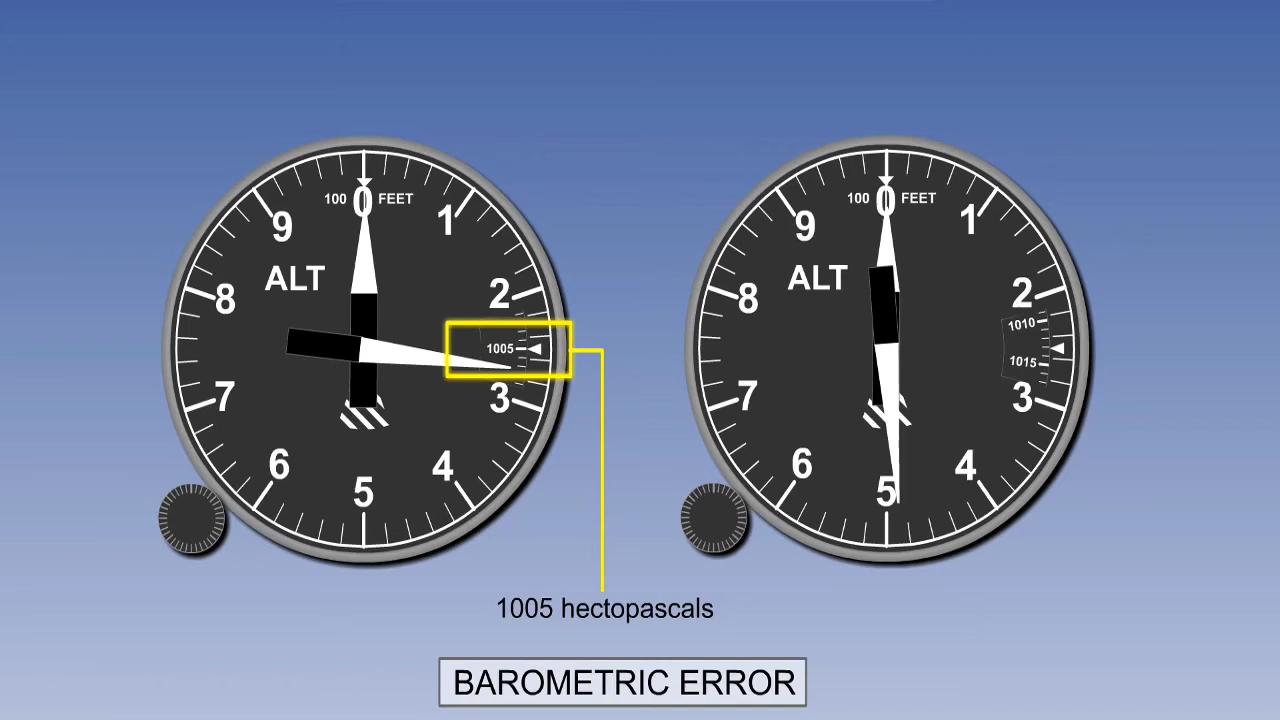 100 0 FEET
9 1
ALT
8 2
1005
7 3
6 4
5
100 0 FEET
9 1
ALT
8 2
1010
1015
7 3
6 4
5
1005 hectopascals
BAROMETRIC ERROR